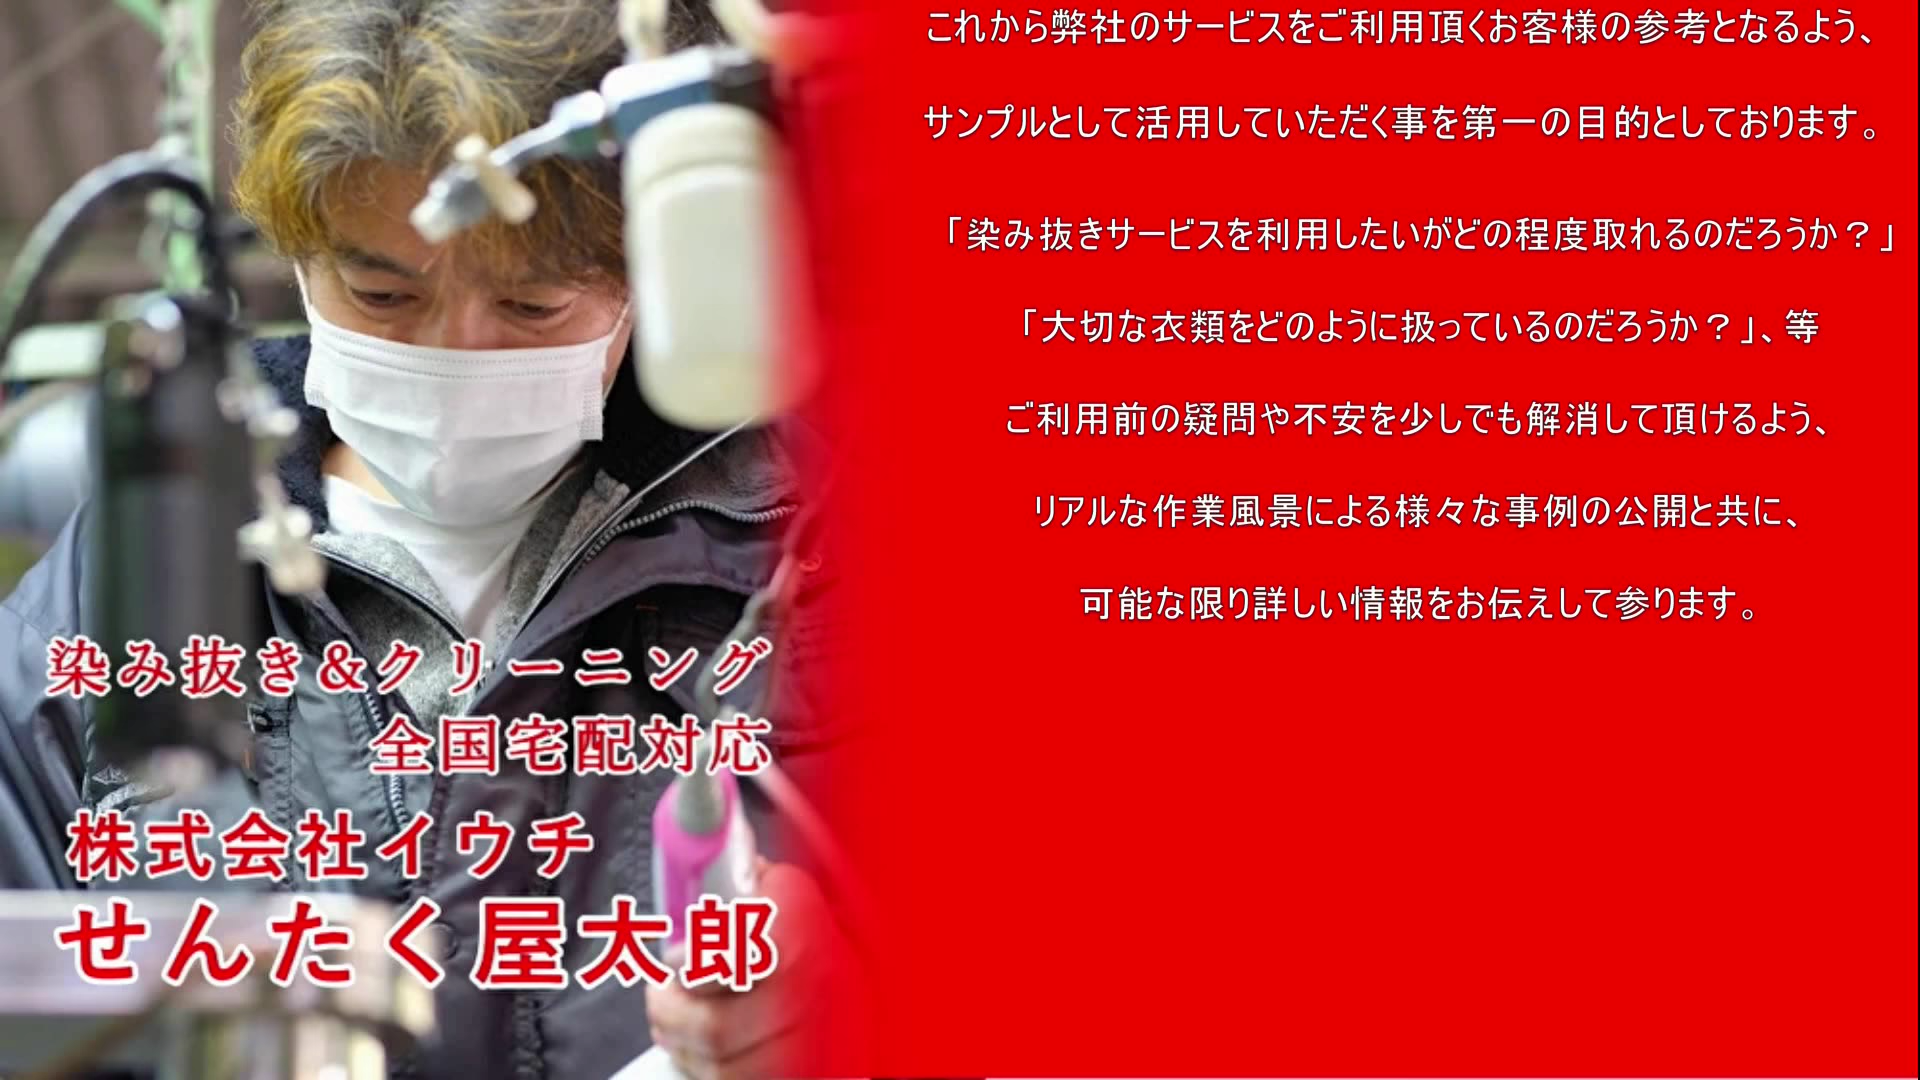 これから弊社のサービスをご利用頂くお客様の参考となるよう、
サンプルとして活用していただく事を第一の目的としております。
「染み抜きサービスを利用したいがどの程度取れるのだろうか？」
「大切な衣類をどのように扱っているのだろうか？」、等
ご利用前の疑問や不安を少しでも解消して頂けるよう、
リアルな作業風景による様々な事例の公開と共に、
可能な限り詳しい情報をお伝えして参ります。
染み抜き&クリーニング
全国宅配対応
株式会社イウチ
せんたく屋太郎